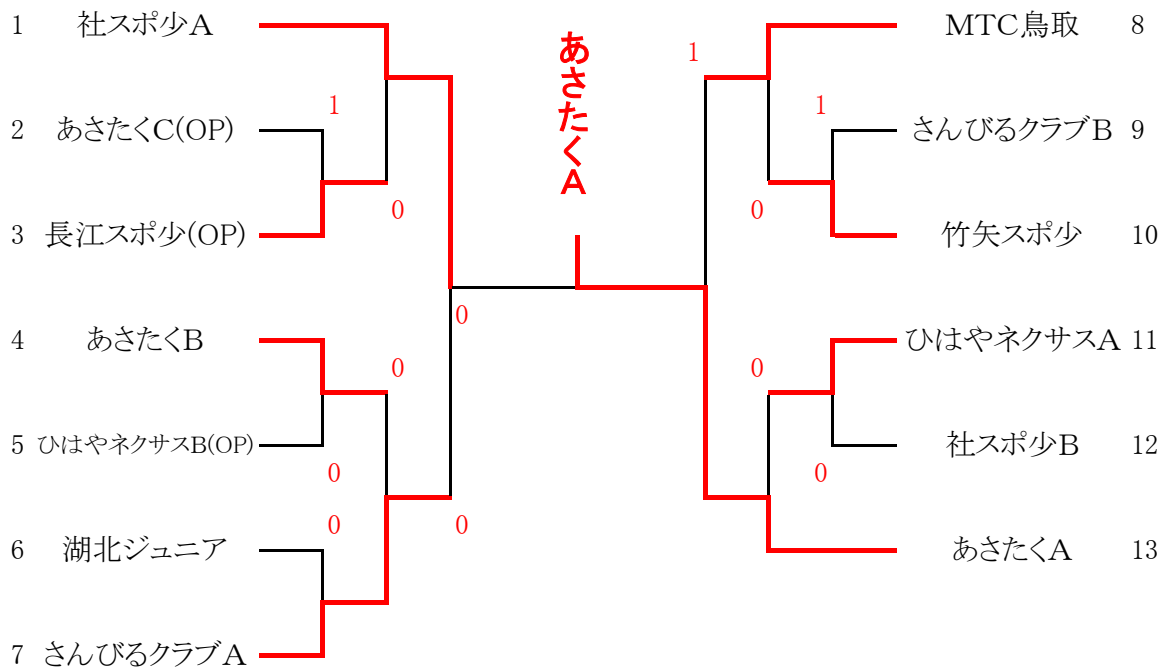 1 社スポ少A
1
2 あさたくC(OP)
0
3 長江スポ少(OP)
0
4 あさたくB
0
5 ひはやネクサスB(OP)
0
0
0
6 湖北ジュニア
7 さんびるクラブA
あさたくA
MTC鳥取 8
1
1
さんびるクラブB 9
0
竹矢スポ少 10
ひはやネクサスA 11
0
社スポ少B 12
0
あさたくA 13